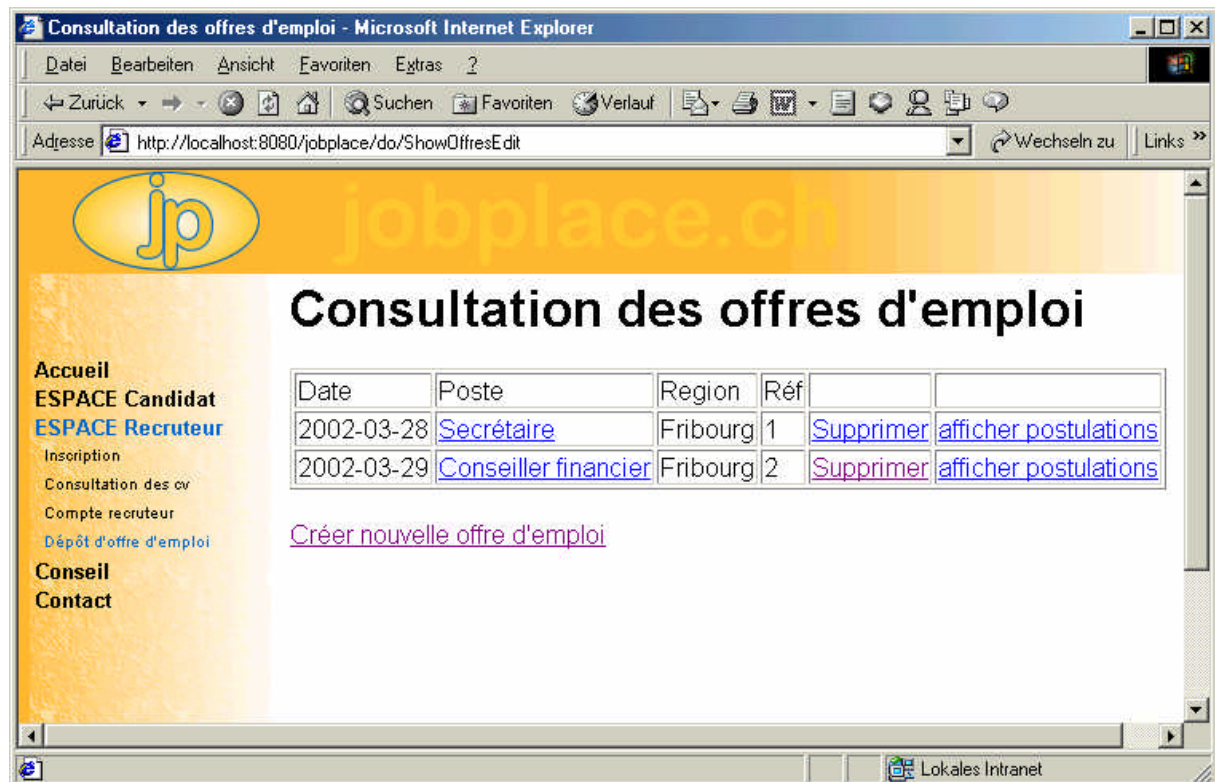 Consultation des offres d'emploi - Microsoft Internet Explorer
Datei Bearbeiten Ansicht Favoriten Extras ?
Zurück Suchen Favoriten Verlauf
Adresse http://localhost:8080/jobplace/do/ShowOffresEdit Wechseln zu Links »
jp jobplace.ch
Consultation des offres d'emploi
Accueil
ESPACE Candidat
ESPACE Recruteur
Inscription
Consultation des cv
Compte recruteur
Dépôt d'offre d'emploi
Conseil
Contact
Date Poste Region Réf
2002-03-28 Secrétaire Fribourg 1 Supprimer afficher postulations
2002-03-29 Conseiller financier Fribourg 2 Supprimer afficher postulations
Créer nouvelle offre d'emploi
Lokales Intranet